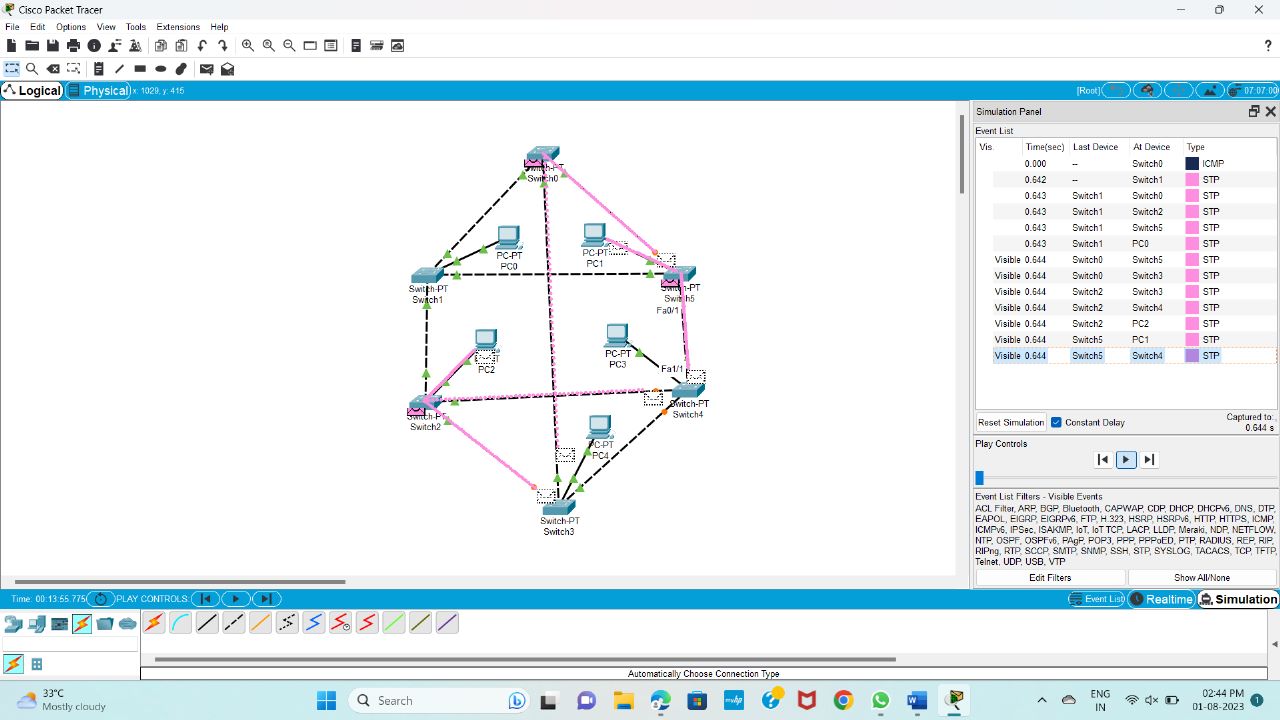 Cisco Packet Tracer
File Edit Options View Tools Extensions Help
?
Logical Physical x: 1029, y: 415 [Root] 07:07:00
Simulation Panel
Event List
Vis. Time(sec) Last Device At Device Type
0.000 -- Switch0 ICMP
0.642 -- Switch1 STP
0.643 Switch1 Switch0 STP
0.643 Switch1 Switch2 STP
0.643 Switch1 Switch5 STP
0.643 Switch1 PC0 STP
Visible 0.644 Switch0 Switch5 STP
Visible 0.644 Switch0 Switch3 STP
Visible 0.644 Switch2 Switch3 STP
Visible 0.644 Switch2 Switch4 STP
Visible 0.644 Switch2 PC2 STP
Visible 0.644 Switch5 PC1 STP
Visible 0.644 Switch5 Switch4 STP
Reset Simulation Constant Delay Captured to:
0.644 s
Play Controls
Event List Filters - Visible Events
ACL Filter, ARP, BGP, Bluetooth, CAPWAP, CDP, DHCP, DHCPv6, DNS, DTP,
EAPOL, EIGRP, EIGRPv6, FTP, H.323, HSRP, HSRPv6, HTTP, HTTPS, ICMP,
ICMPv6, IPSec, ISAKMP, IoT, IoT TCP, LACP, LLDP, Meraki, NDP, NETFLOW,
NTP, OSPF, OSPFv6, PAgP, POP3, PPP, PPPoED, PTP, RADIUS, REP, RIP,
RIPng, RTP, SCCP, SMTP, SNMP, SSH, STP, SYSLOG, TACACS, TCP, TFTP,
Telnet, UDP, USB, VTP
Edit Filters Show All/None
Switch-PT
Switch0
PC-PT
PC0
PC-PT
PC1
Switch-PT
Switch1
Switch-PT
Switch5
Fa0/1
PC2
PC-PT
PC3
Fa1/1
Switch-PT
Switch4
Switch-PT
Switch2
PC-PT
PC4
Switch-PT
Switch3
Time: 00:13:55.775 PLAY CONTROLS: Event List Realtime Simulation
Automatically Choose Connection Type
33°C
Mostly cloudy
Search
ENG
IN
02:44 PM
01-08-2023
1